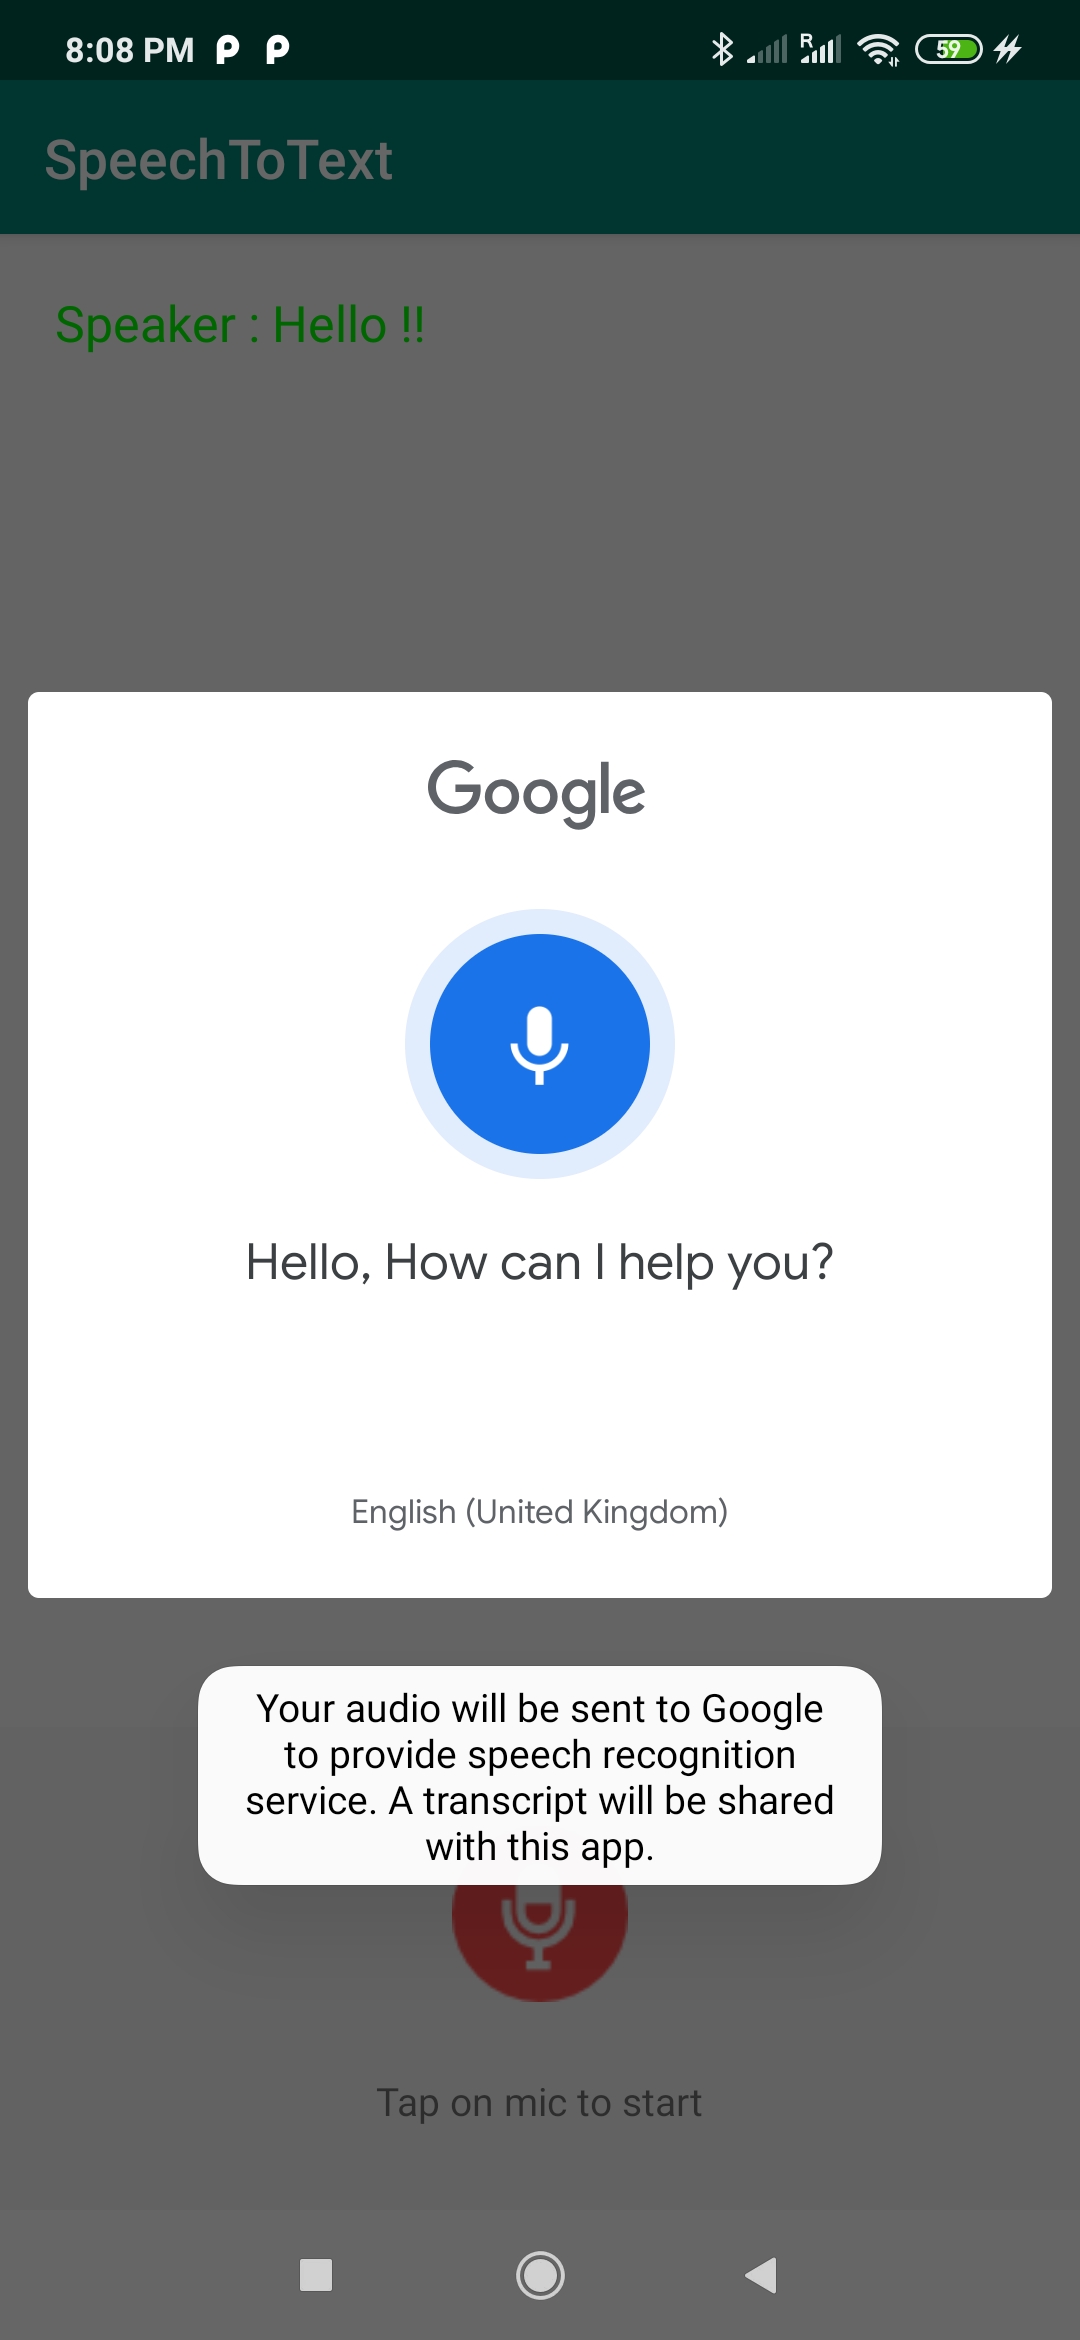 8:08 PM
R
59
SpeechToText
Speaker : Hello !!
Google
Hello, How can I help you?
English (United Kingdom)
Your audio will be sent to Google
to provide speech recognition
service. A transcript will be shared
with this app.
Tap on mic to start